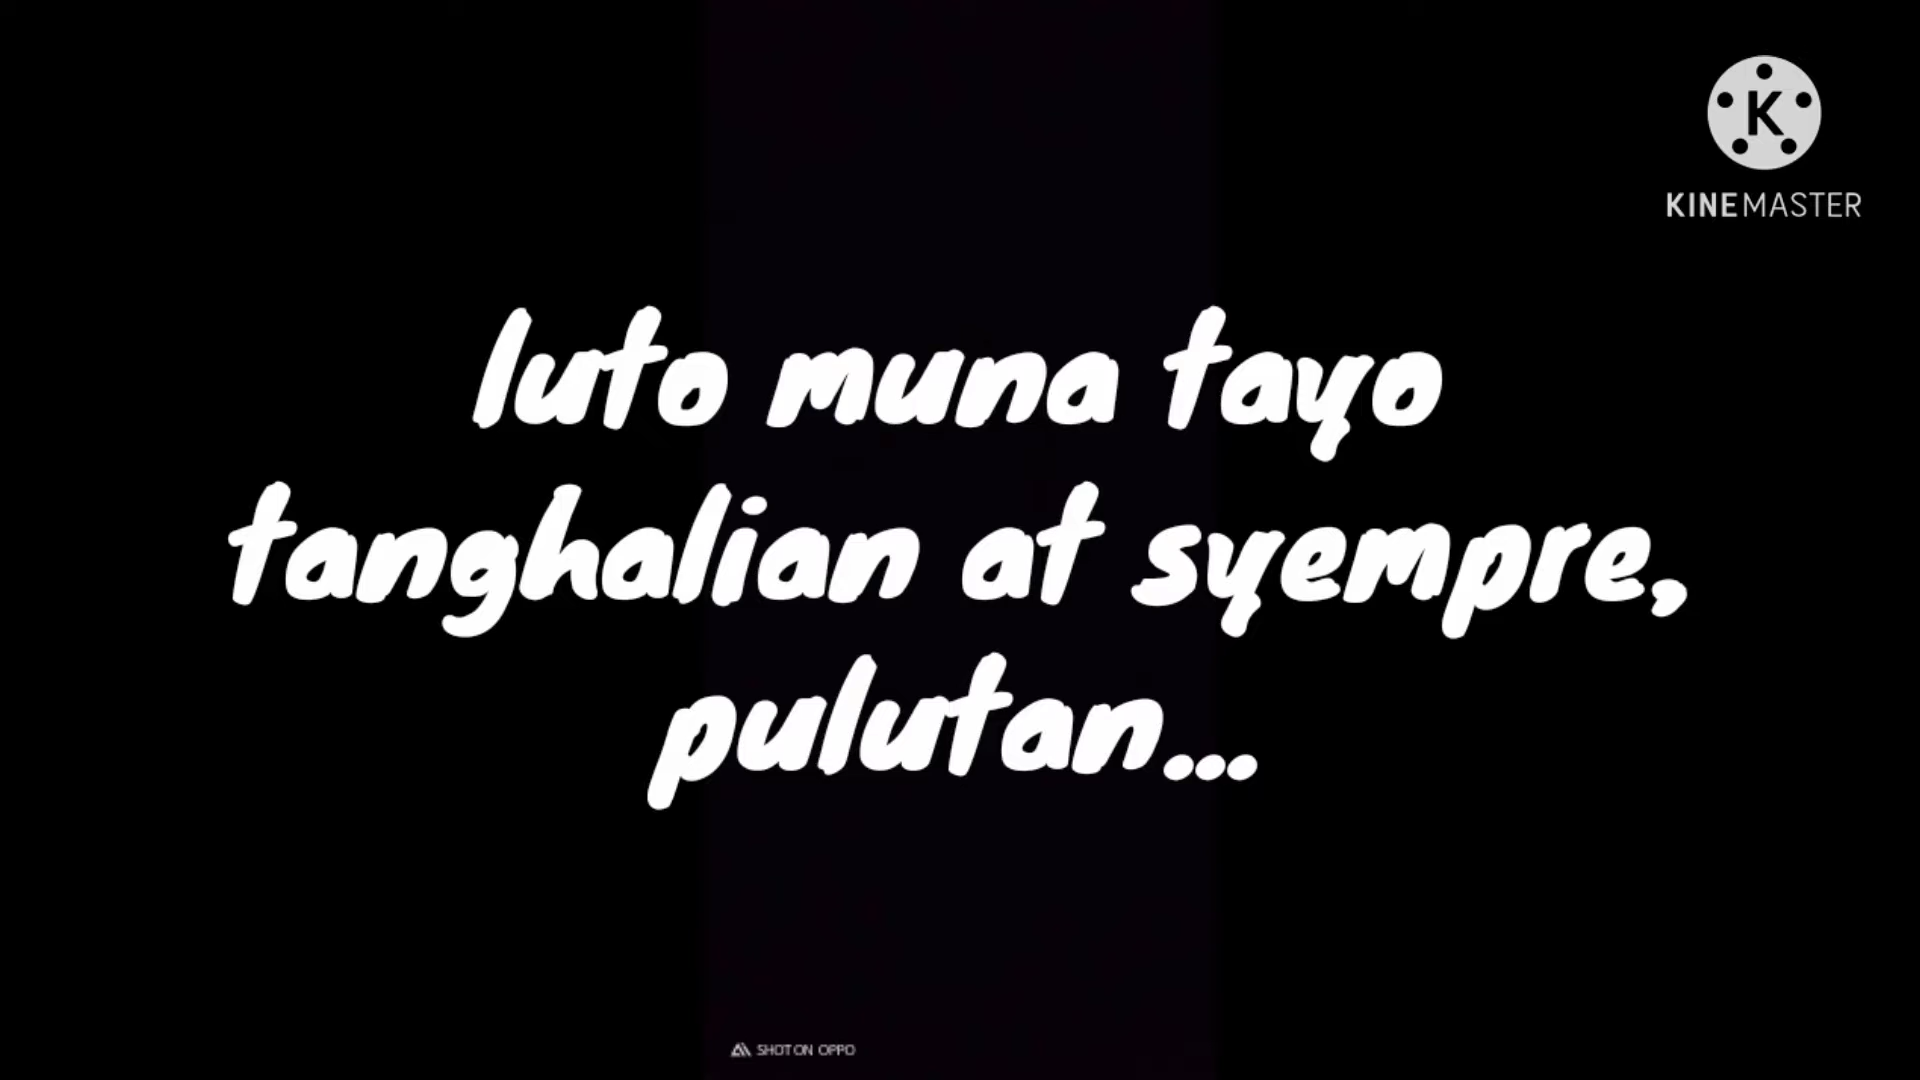 K
KINEMASTER
luto muna tayo
tanghalian at syempre,
pulutan...
SHOT ON OPPO